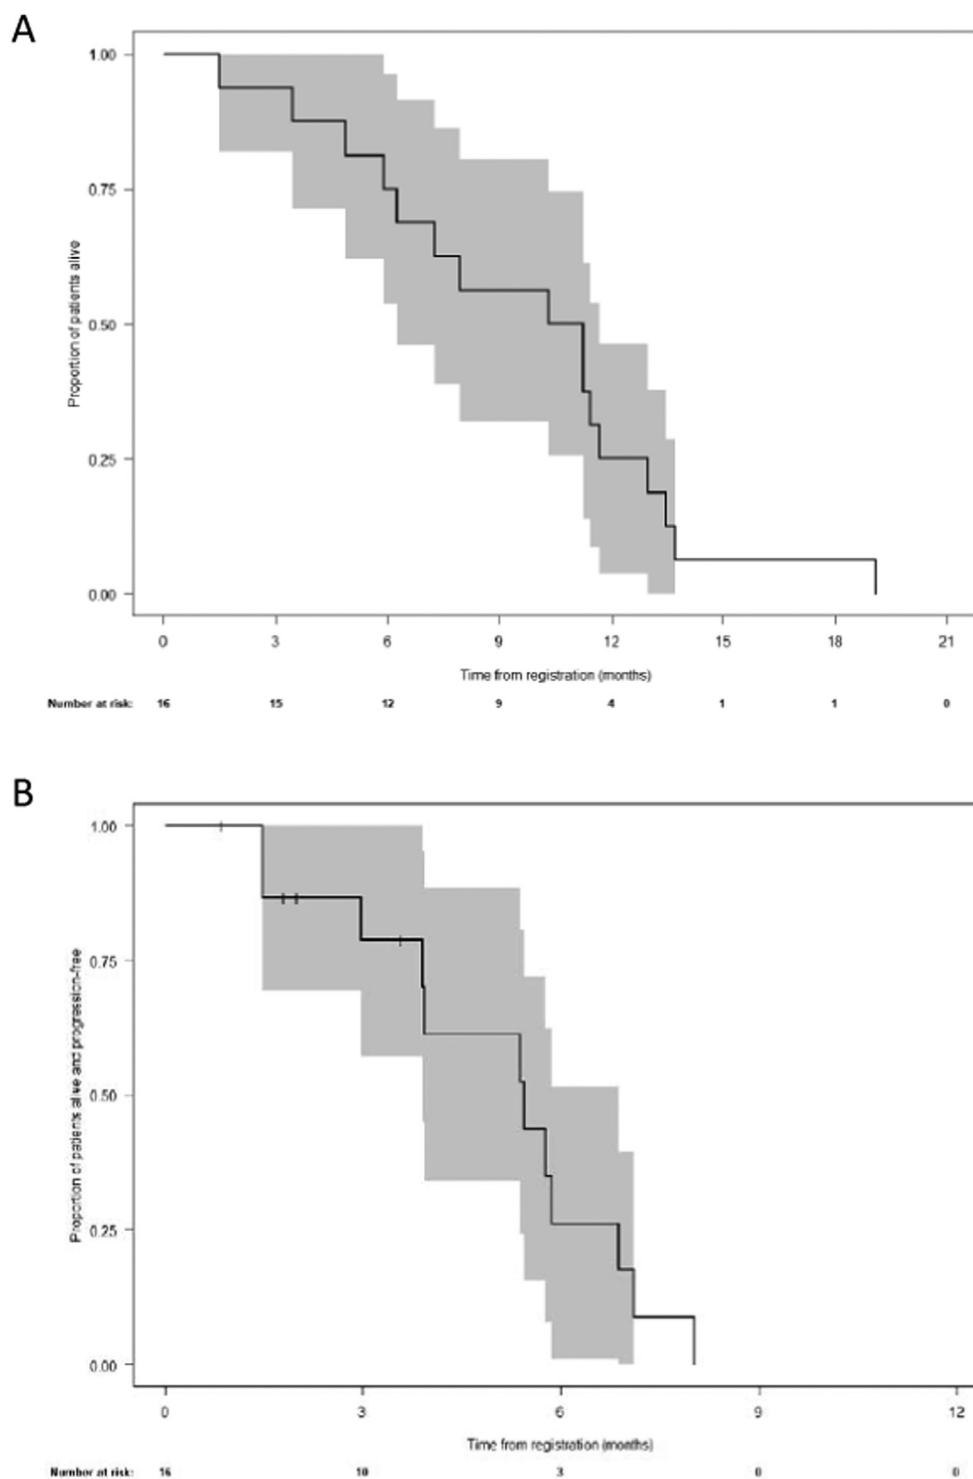 A
1.00
0.75
0.50
0.25
0.00
Proportion of patients alive
0 3 6 9 12 15 18 21
Time from registration (months)
Number at risk: 16 15 12 9 4 1 1 0
B
1.00
0.75
0.50
0.25
0.00
Proportion of patients alive and progression-free
0 3 6 9 12
Time from registration (months)
Number at risk: 16 10 3 0 0